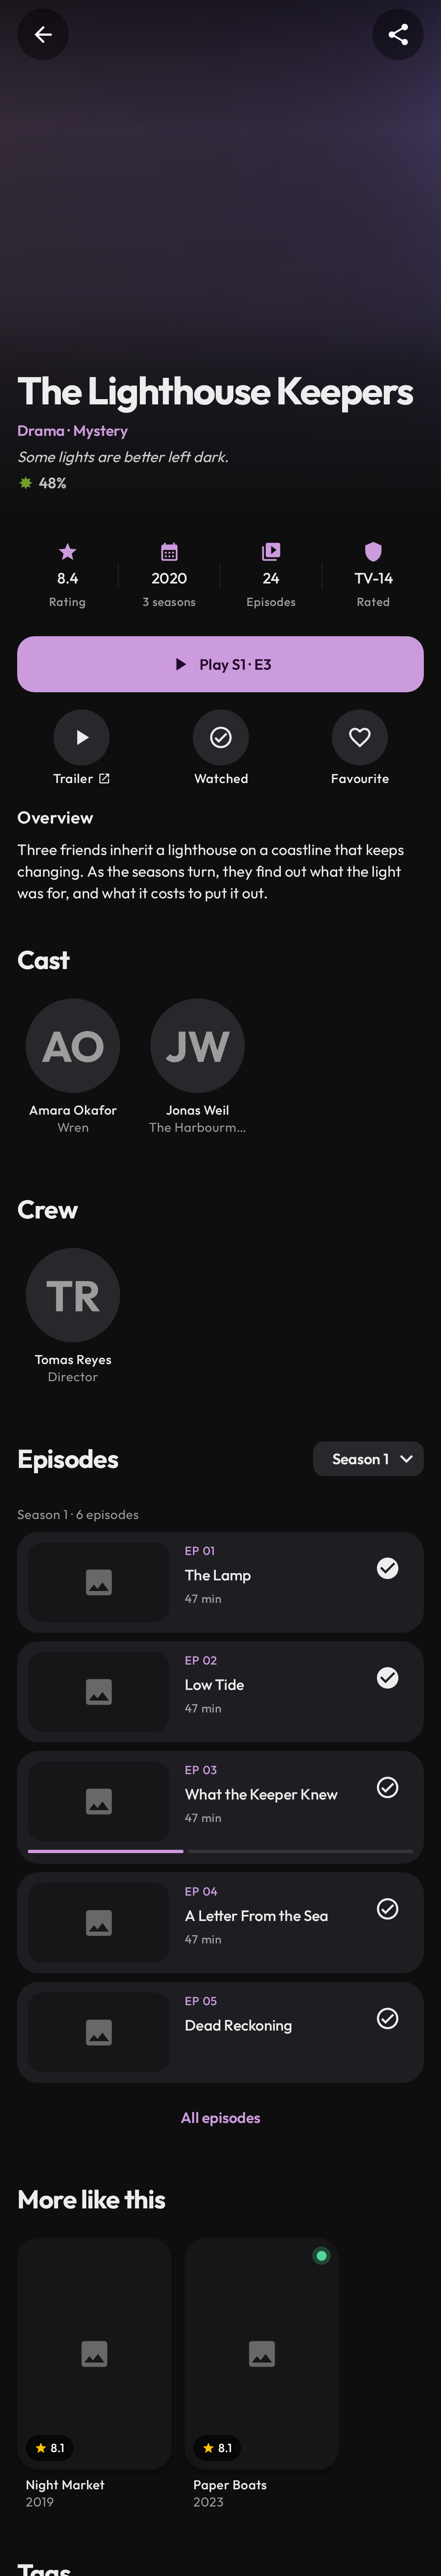 The Lighthouse Keepers
Drama · Mystery
Some lights are better left dark.
48%
8.4
Rating
2020
3 seasons
24
Episodes
TV-14
Rated
Play S1 · E3
Trailer
Watched
Favourite
Overview
Three friends inherit a lighthouse on a coastline that keeps
changing. As the seasons turn, they find out what the light
was for, and what it costs to put it out.
Cast
AO
JW
Amara Okafor
Wren
Jonas Weil
The Harbourm...
Crew
TR
Tomas Reyes
Director
Episodes
Season 1
Season 1 · 6 episodes
EP 01
The Lamp
47 min
EP 02
Low Tide
47 min
EP 03
What the Keeper Knew
47 min
EP 04
A Letter From the Sea
47 min
EP 05
Dead Reckoning
All episodes
More like this
8.1
Night Market
2019
8.1
Paper Boats
2023
Tags